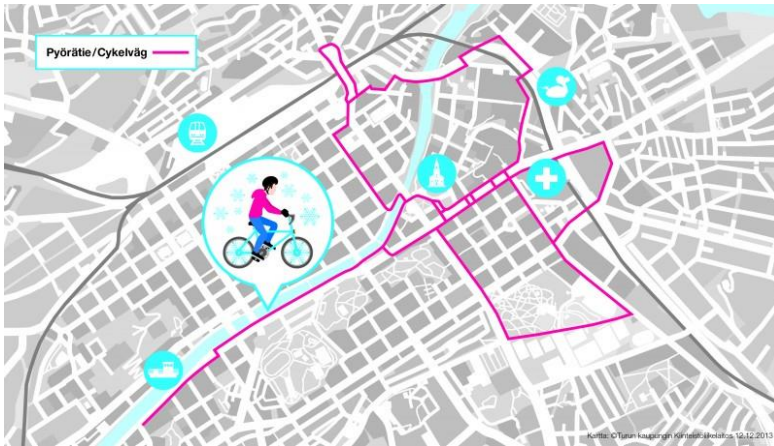 Pyörätie/Cykelväg
Kartta: ©Turun kaupungin Kiinteistöliikelaitos 12.12.2013